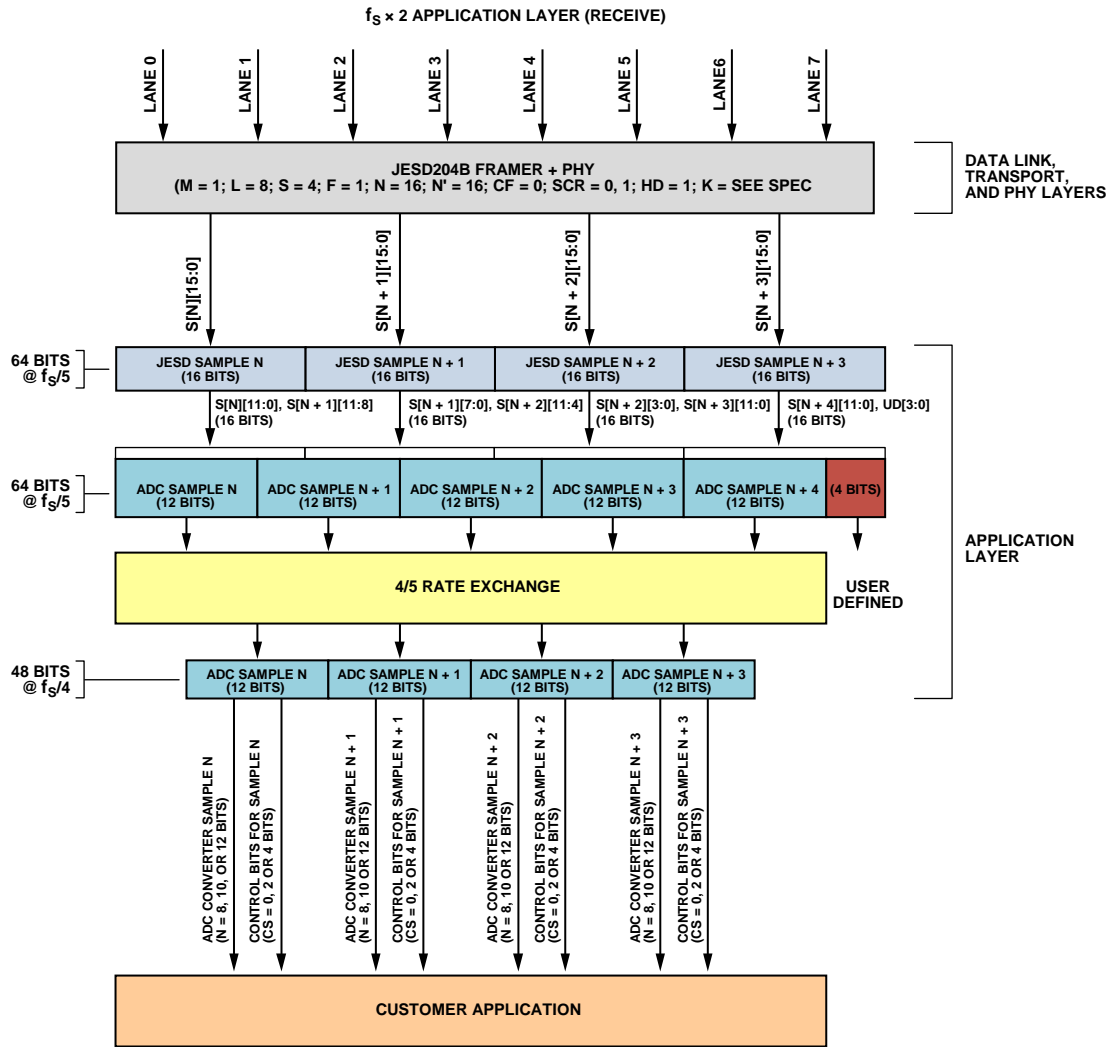 fS × 2 APPLICATION LAYER (RECEIVE)
LANE 0
LANE 1
LANE 2
LANE 3
LANE 4
LANE 5
LANE6
LANE 7
JESD204B FRAMER + PHY
(M = 1; L = 8; S = 4; F = 1; N = 16; N' = 16; CF = 0; SCR = 0, 1; HD = 1; K = SEE SPEC
DATA LINK,
TRANSPORT,
AND PHY LAYERS
S[N][15:0]
S[N + 1][15:0]
S[N + 2][15:0]
S[N + 3][15:0]
64 BITS
@ fS/5
JESD SAMPLE N
(16 BITS)
JESD SAMPLE N + 1
(16 BITS)
JESD SAMPLE N + 2
(16 BITS)
JESD SAMPLE N + 3
(16 BITS)
S[N][11:0], S[N + 1][11:8]
(16 BITS)
S[N + 1][7:0], S[N + 2][11:4]
(16 BITS)
S[N + 2][3:0], S[N + 3][11:0]
(16 BITS)
S[N + 4][11:0], UD[3:0]
(16 BITS)
64 BITS
@ fS/5
ADC SAMPLE N
(12 BITS)
ADC SAMPLE N + 1
(12 BITS)
ADC SAMPLE N + 2
(12 BITS)
ADC SAMPLE N + 3
(12 BITS)
ADC SAMPLE N + 4
(12 BITS)
(4 BITS)
APPLICATION
LAYER
4/5 RATE EXCHANGE
USER
DEFINED
48 BITS
@ fS/4
ADC SAMPLE N
(12 BITS)
ADC SAMPLE N + 1
(12 BITS)
ADC SAMPLE N + 2
(12 BITS)
ADC SAMPLE N + 3
(12 BITS)
ADC CONVERTER SAMPLE N
(N = 8, 10, OR 12 BITS)
CONTROL BITS FOR SAMPLE N
(CS = 0, 2 OR 4 BITS)
ADC CONVERTER SAMPLE N + 1
(N = 8, 10 OR 12 BITS)
CONTROL BITS FOR SAMPLE N + 1
(CS = 0, 2 OR 4 BITS)
ADC CONVERTER SAMPLE N + 2
(N = 8, 10 OR 12 BITS)
CONTROL BITS FOR SAMPLE N + 2
(CS = 0, 2 OR 4 BITS)
ADC CONVERTER SAMPLE N + 3
(N = 8, 10 OR 12 BITS)
CONTROL BITS FOR SAMPLE N + 3
(CS = 0, 2 OR 4 BITS)
CUSTOMER APPLICATION